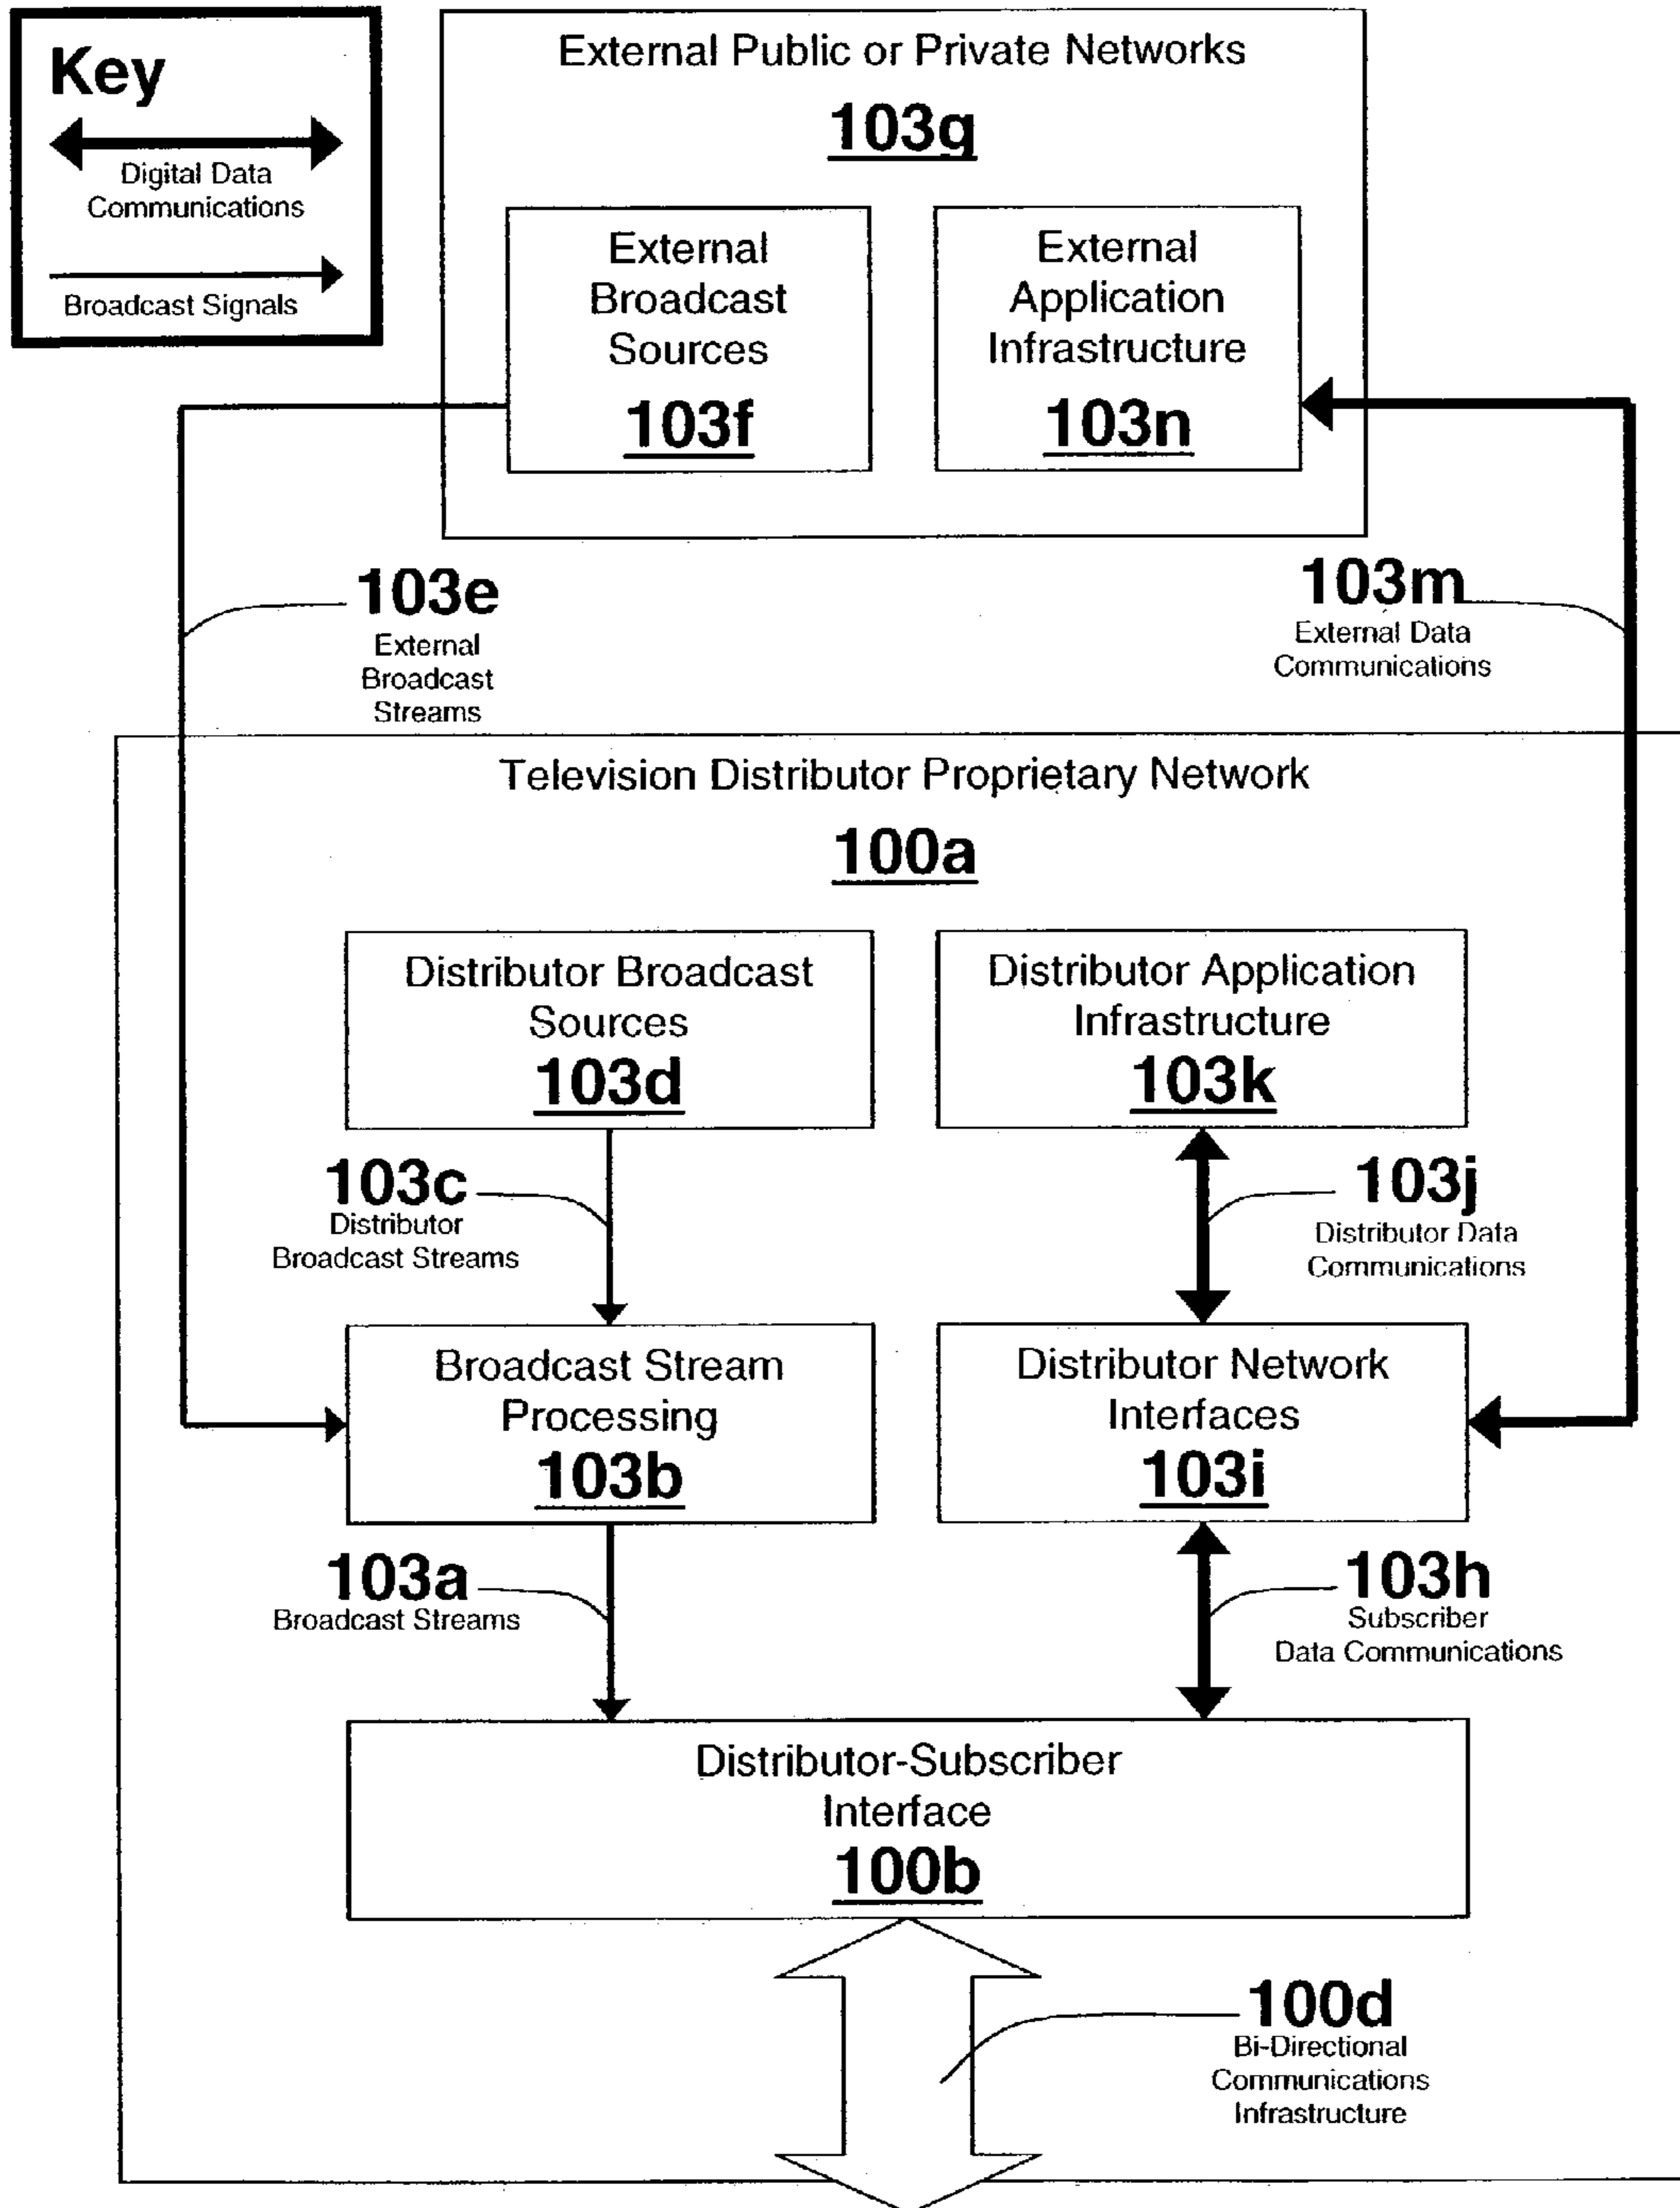 Key
Digital Data
Communications
Broadcast Signals
External Public or Private Networks
103g
External
Broadcast
Sources
103f
External
Application
Infrastructure
103n
103e
External
Broadcast
Streams
103m
External Data
Communications
Television Distributor Proprietary Network
100a
Distributor Broadcast
Sources
103d
Distributor Application
Infrastructure
103k
103c
Distributor
Broadcast Streams
103j
Distributor Data
Communications
Broadcast Stream
Processing
103b
Distributor Network
Interfaces
103i
103a
Broadcast Streams
103h
Subscriber
Data Communications
Distributor-Subscriber
Interface
100b
100d
Bi-Directional
Communications
Infrastructure